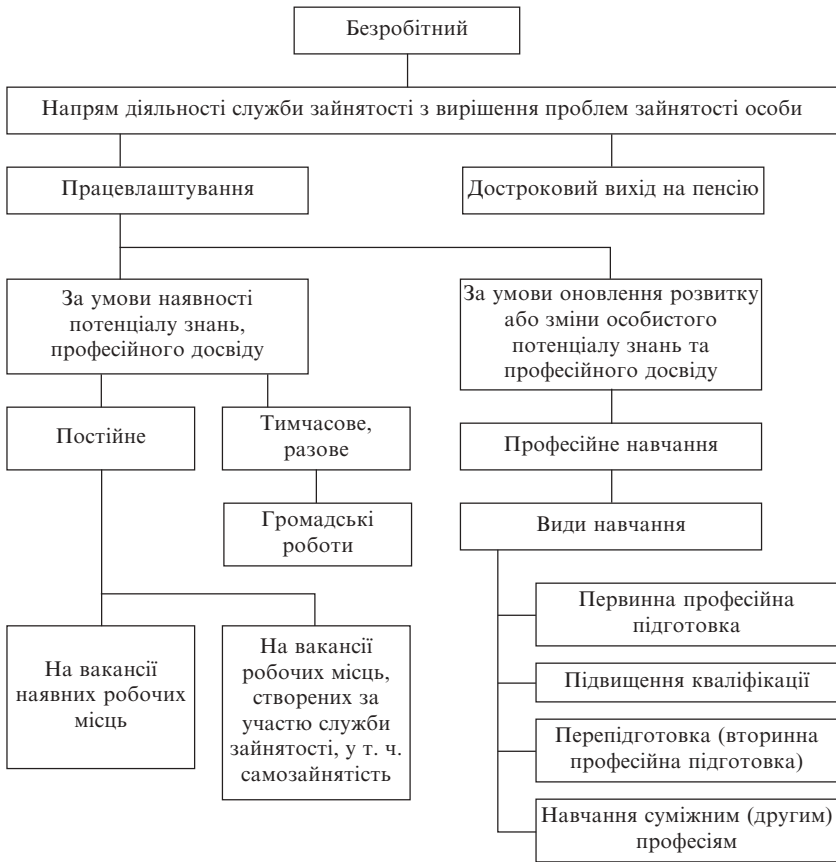 Безробітний
Напрям діяльності служби зайнятості з вирішення проблем зайнятості особи
Працевлаштування
Достроковий вихід на пенсію
За умови наявності
потенціалу знань,
професійного досвіду
За умови оновлення розвитку
або зміни особистого
потенціалу знань та
професійного досвіду
Постійне
Тимчасове,
разове
Професійне навчання
Громадські
роботи
Види навчання
На вакансії
наявних робочих
місць
На вакансії
робочих місць,
створених за
участю служби
зайнятості, у т. ч.
самозайнятість
Первинна професійна
підготовка
Підвищення кваліфікації
Перепідготовка (вторинна
професійна підготовка)
Навчання суміжним (другим)
професіям